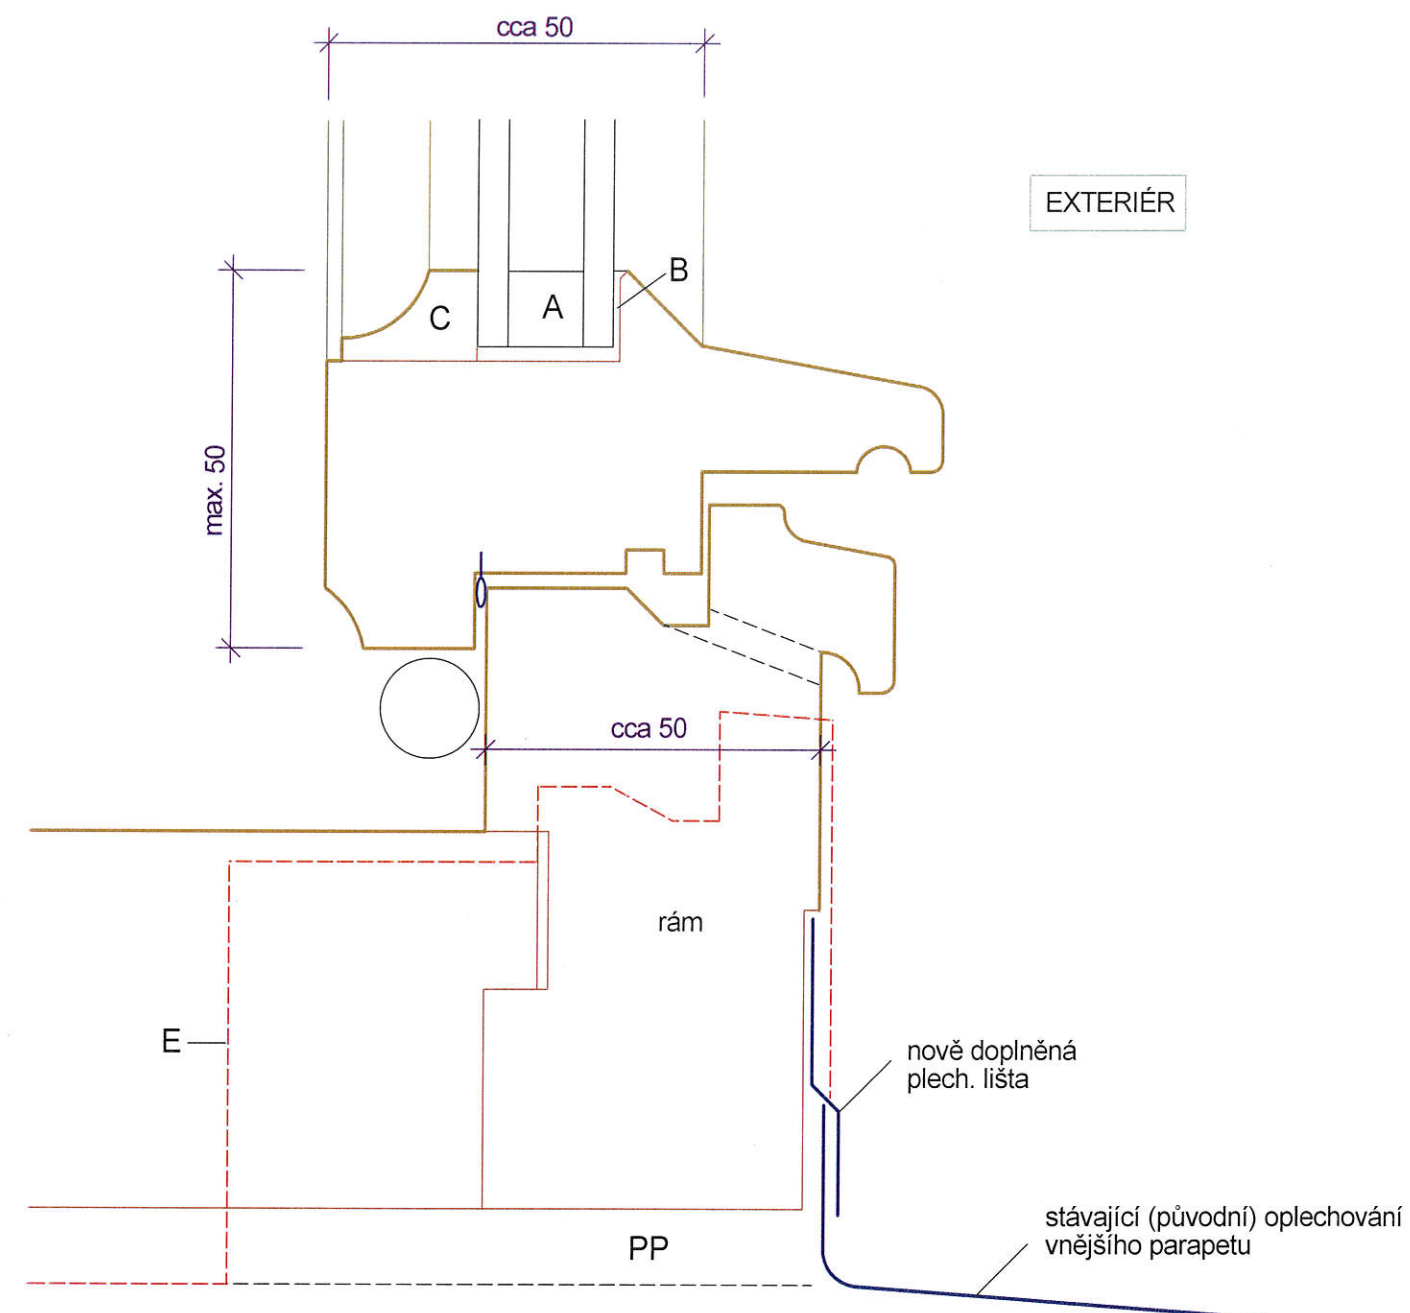 cca 50
EXTERIÉR
B
A
C
max. 50
cca 50
rám
E
nově doplněná
plech. lišta
stávající (původní) oplechování
vnějšího parapetu
PP